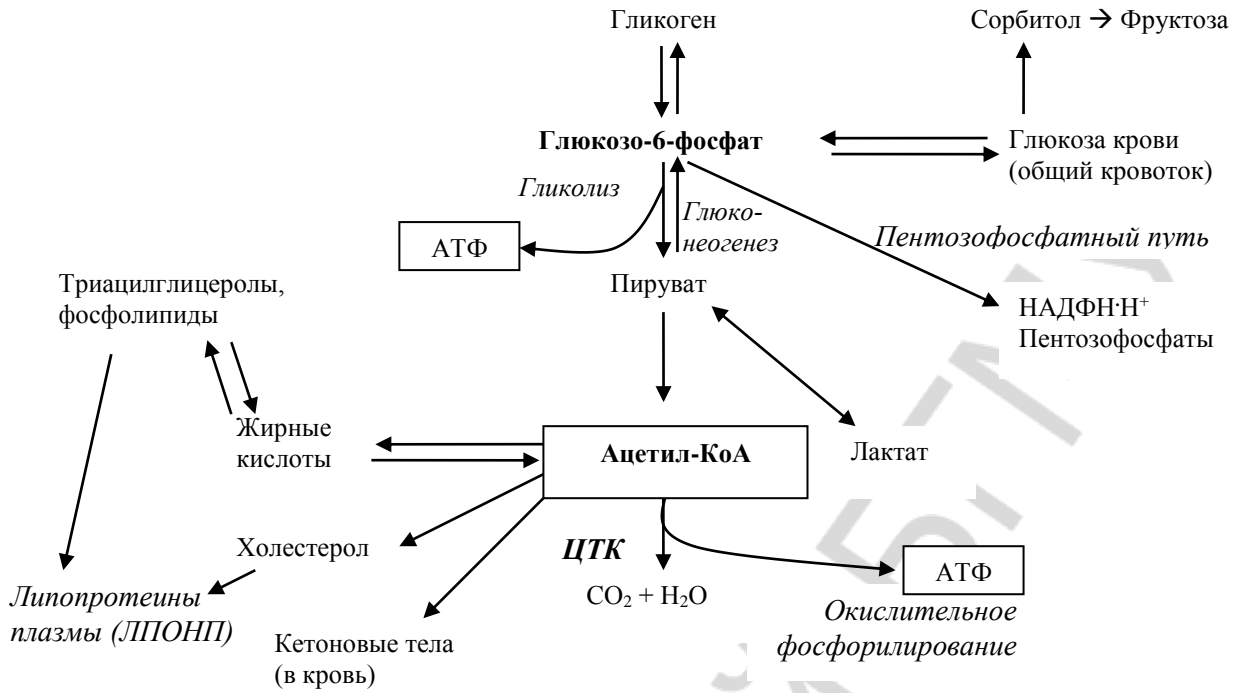 Гликоген
Сорбитол → Фруктоза
Глюкозо-6-фосфат
Глюкоза крови
(общий кровоток)
Гликолиз
Глюко-
неогенез
АТФ
Пентозофосфатный путь
Триацилглицеролы,
фосфолипиды
Пируват
НАДФН·Н⁺
Пентозофосфаты
Жирные
кислоты
Ацетил-КоА
Лактат
Холестерол
ЦТК
АТФ
CO₂ + H₂O
Липопротеины
плазмы (ЛПОНП)
Окислительное
фосфорилирование
Кетоновые тела
(в кровь)